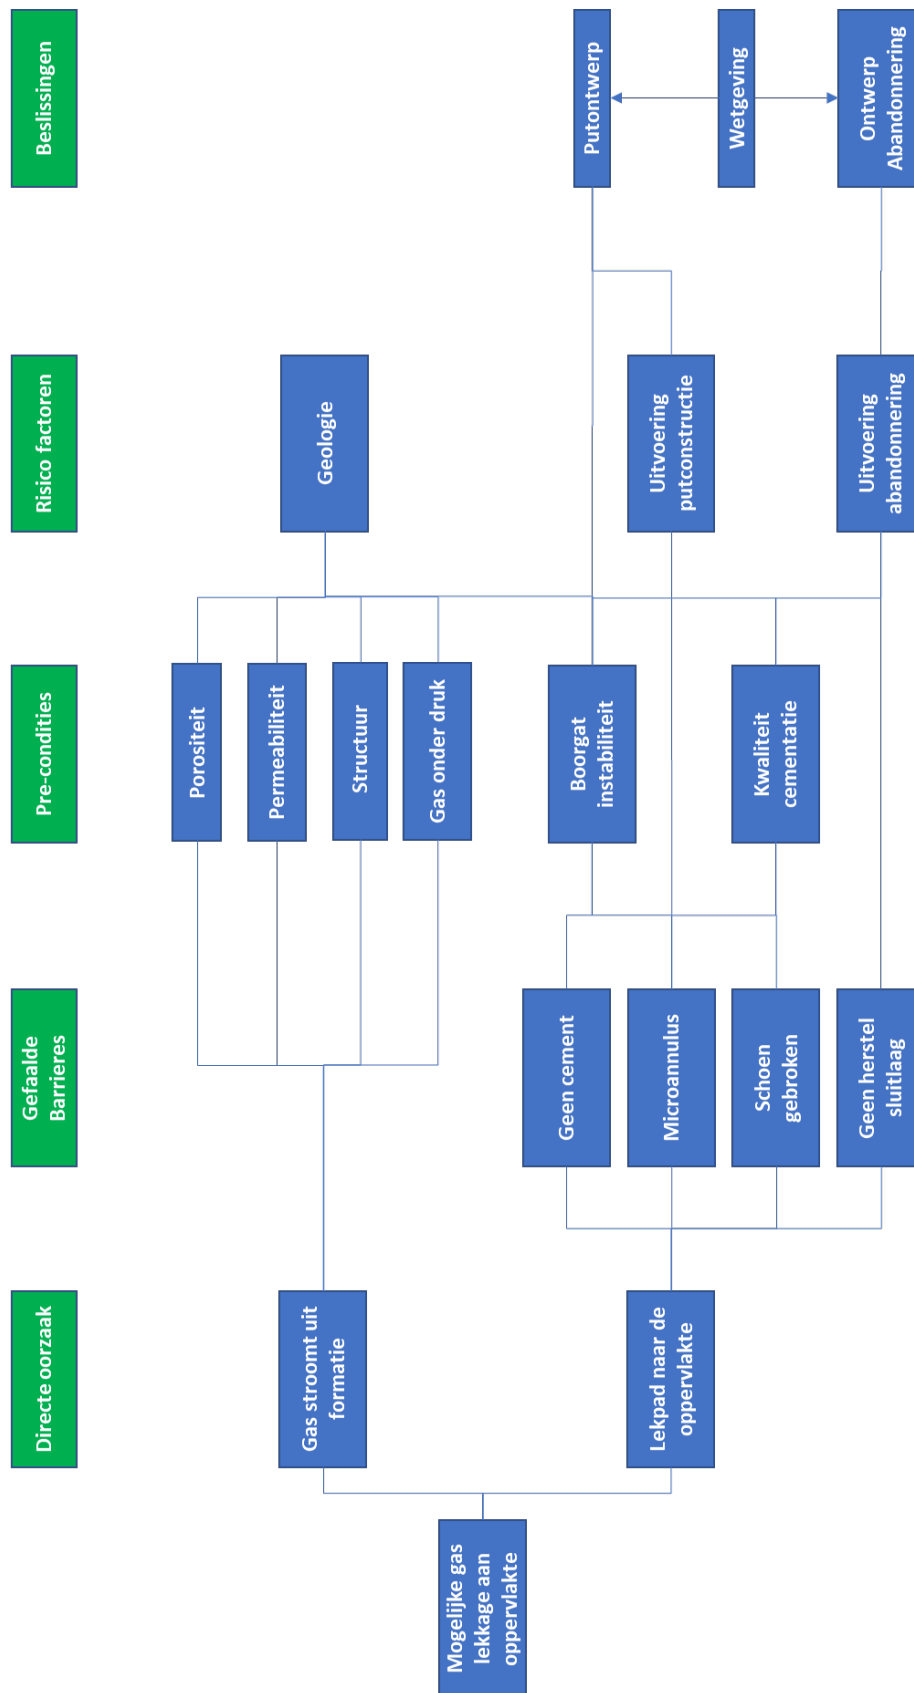 Directe oorzaak
Gefaalde
Barrieres
Pre-condities
Risico factoren
Beslissingen
Mogelijke gas
lekkage aan
oppervlakte
Gas stroomt uit
formatie
Lekpad naar de
oppervlakte
Geen cement
Microannulus
Schoen
gebroken
Geen herstel
sluitlaag
Porositeit
Permeabiliteit
Structuur
Gas onder druk
Boorgat
instabiliteit
Kwaliteit
cementatie
Geologie
Uitvoering
putconstructie
Uitvoering
abandonnering
Putontwerp
Wetgeving
Ontwerp
Abandonnering